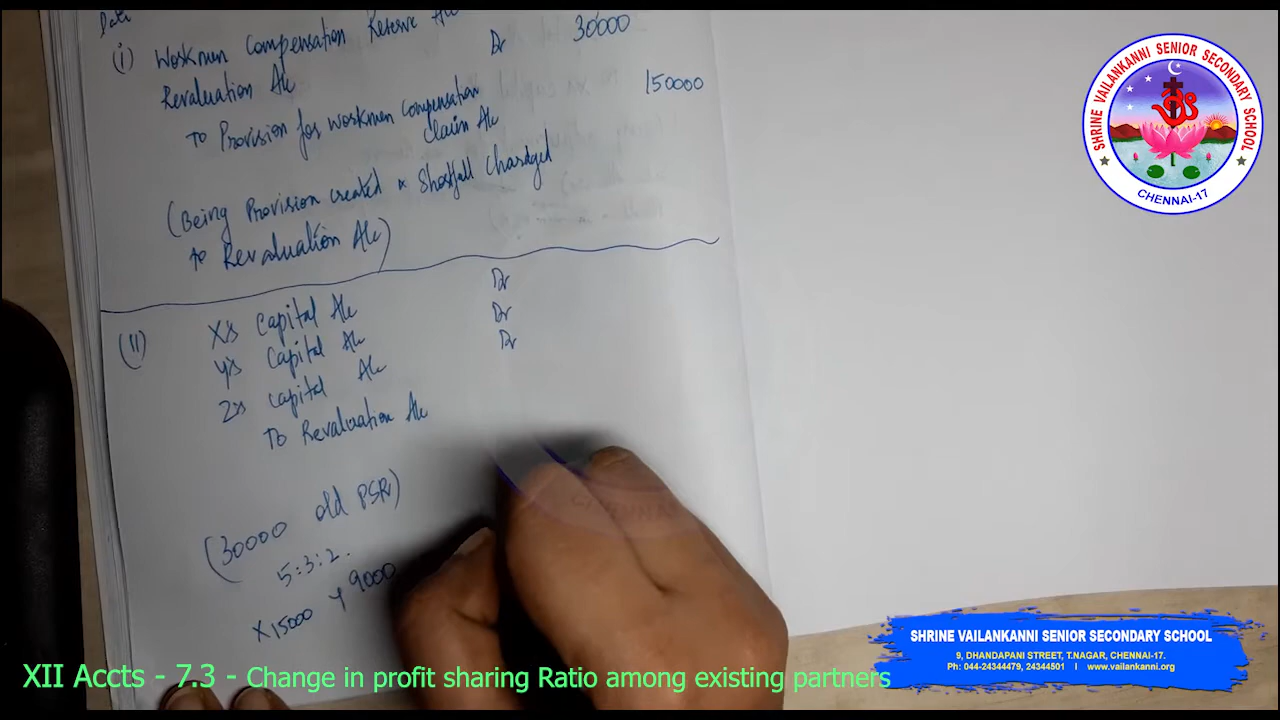 Date
(i) Workmen Compensation Reserve A/c
Revaluation A/c Dr 30000
To Provision for workmen compensation
Claim A/c 150000
(Being Provision created & Shortfall Charged
to Revaluation A/c)
(II) X's Capital A/c Dr
Y's Capital A/c Dr
Z's Capital A/c Dr
To Revaluation A/c
(30000 old PSR)
5:3:2.
X 15000 Y 9000
SHRINE VAILANKANNI SENIOR SECONDARY SCHOOL
CHENNAI-17
SHRINE VAILANKANNI SENIOR SECONDARY SCHOOL
9, DHANDAPANI STREET, T.NAGAR, CHENNAI-17.
Ph: 044-24344479, 24344501 I www.vailankanni.org
XII Accts - 7.3 - Change in profit sharing Ratio among existing partners